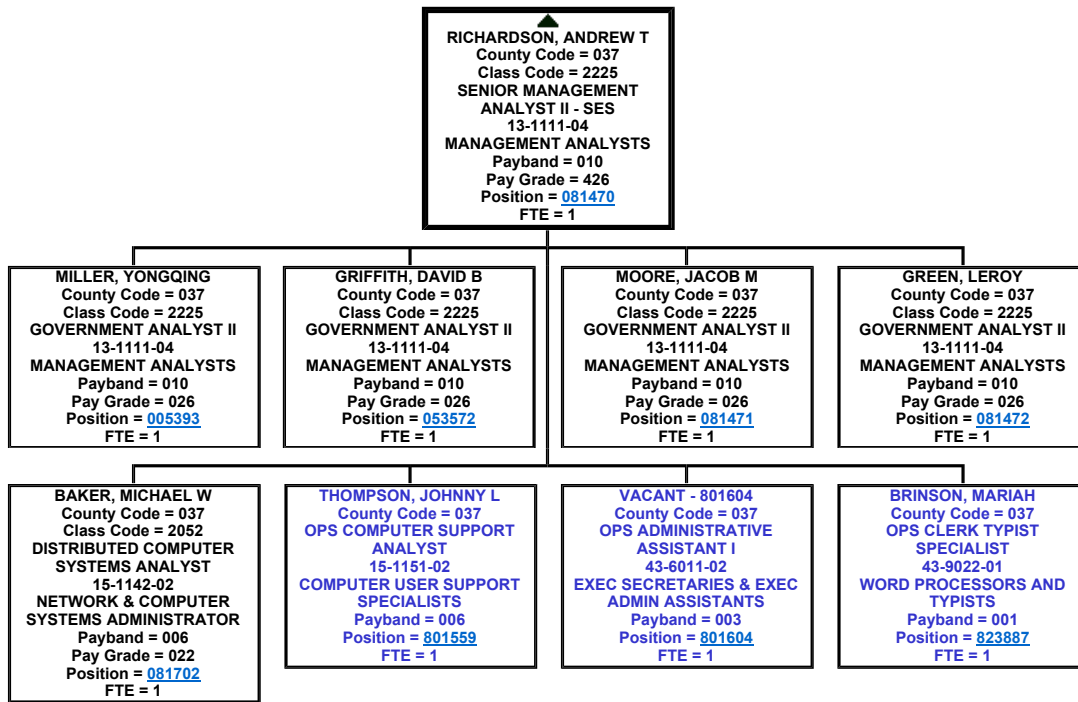 RICHARDSON, ANDREW T
County Code = 037
Class Code = 2225
SENIOR MANAGEMENT
ANALYST II - SES
13-1111-04
MANAGEMENT ANALYSTS
Payband = 010
Pay Grade = 426
Position = 081470
FTE = 1
MILLER, YONGQING
County Code = 037
Class Code = 2225
GOVERNMENT ANALYST II
13-1111-04
MANAGEMENT ANALYSTS
Payband = 010
Pay Grade = 026
Position = 005393
FTE = 1
GRIFFITH, DAVID B
County Code = 037
Class Code = 2225
GOVERNMENT ANALYST II
13-1111-04
MANAGEMENT ANALYSTS
Payband = 010
Pay Grade = 026
Position = 053572
FTE = 1
MOORE, JACOB M
County Code = 037
Class Code = 2225
GOVERNMENT ANALYST II
13-1111-04
MANAGEMENT ANALYSTS
Payband = 010
Pay Grade = 026
Position = 081471
FTE = 1
GREEN, LEROY
County Code = 037
Class Code = 2225
GOVERNMENT ANALYST II
13-1111-04
MANAGEMENT ANALYSTS
Payband = 010
Pay Grade = 026
Position = 081472
FTE = 1
BAKER, MICHAEL W
County Code = 037
Class Code = 2052
DISTRIBUTED COMPUTER
SYSTEMS ANALYST
15-1142-02
NETWORK & COMPUTER
SYSTEMS ADMINISTRATOR
Payband = 006
Pay Grade = 022
Position = 081702
FTE = 1
THOMPSON, JOHNNY L
County Code = 037
OPS COMPUTER SUPPORT
ANALYST
15-1151-02
COMPUTER USER SUPPORT
SPECIALISTS
Payband = 006
Position = 801559
FTE = 1
VACANT - 801604
County Code = 037
OPS ADMINISTRATIVE
ASSISTANT I
43-6011-02
EXEC SECRETARIES & EXEC
ADMIN ASSISTANTS
Payband = 003
Position = 801604
FTE = 1
BRINSON, MARIAH
County Code = 037
OPS CLERK TYPIST
SPECIALIST
43-9022-01
WORD PROCESSORS AND
TYPISTS
Payband = 001
Position = 823887
FTE = 1